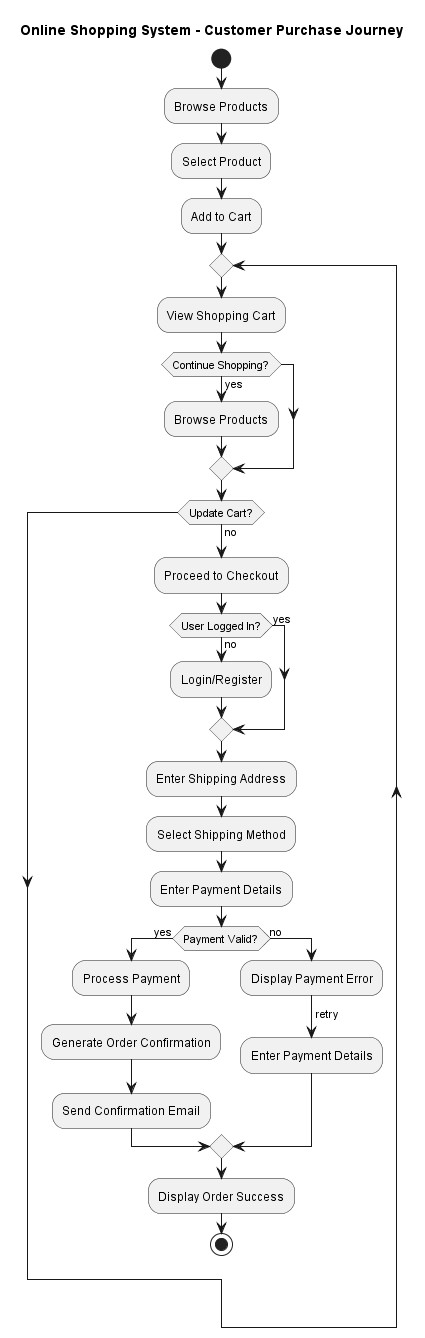 Online Shopping System - Customer Purchase Journey
Browse Products
Select Product
Add to Cart
View Shopping Cart
Continue Shopping?
yes
Browse Products
Update Cart?
no
Proceed to Checkout
User Logged In?
yes
no
Login/Register
Enter Shipping Address
Select Shipping Method
Enter Payment Details
yes
Payment Valid?
no
Process Payment
Display Payment Error
retry
Generate Order Confirmation
Enter Payment Details
Send Confirmation Email
Display Order Success